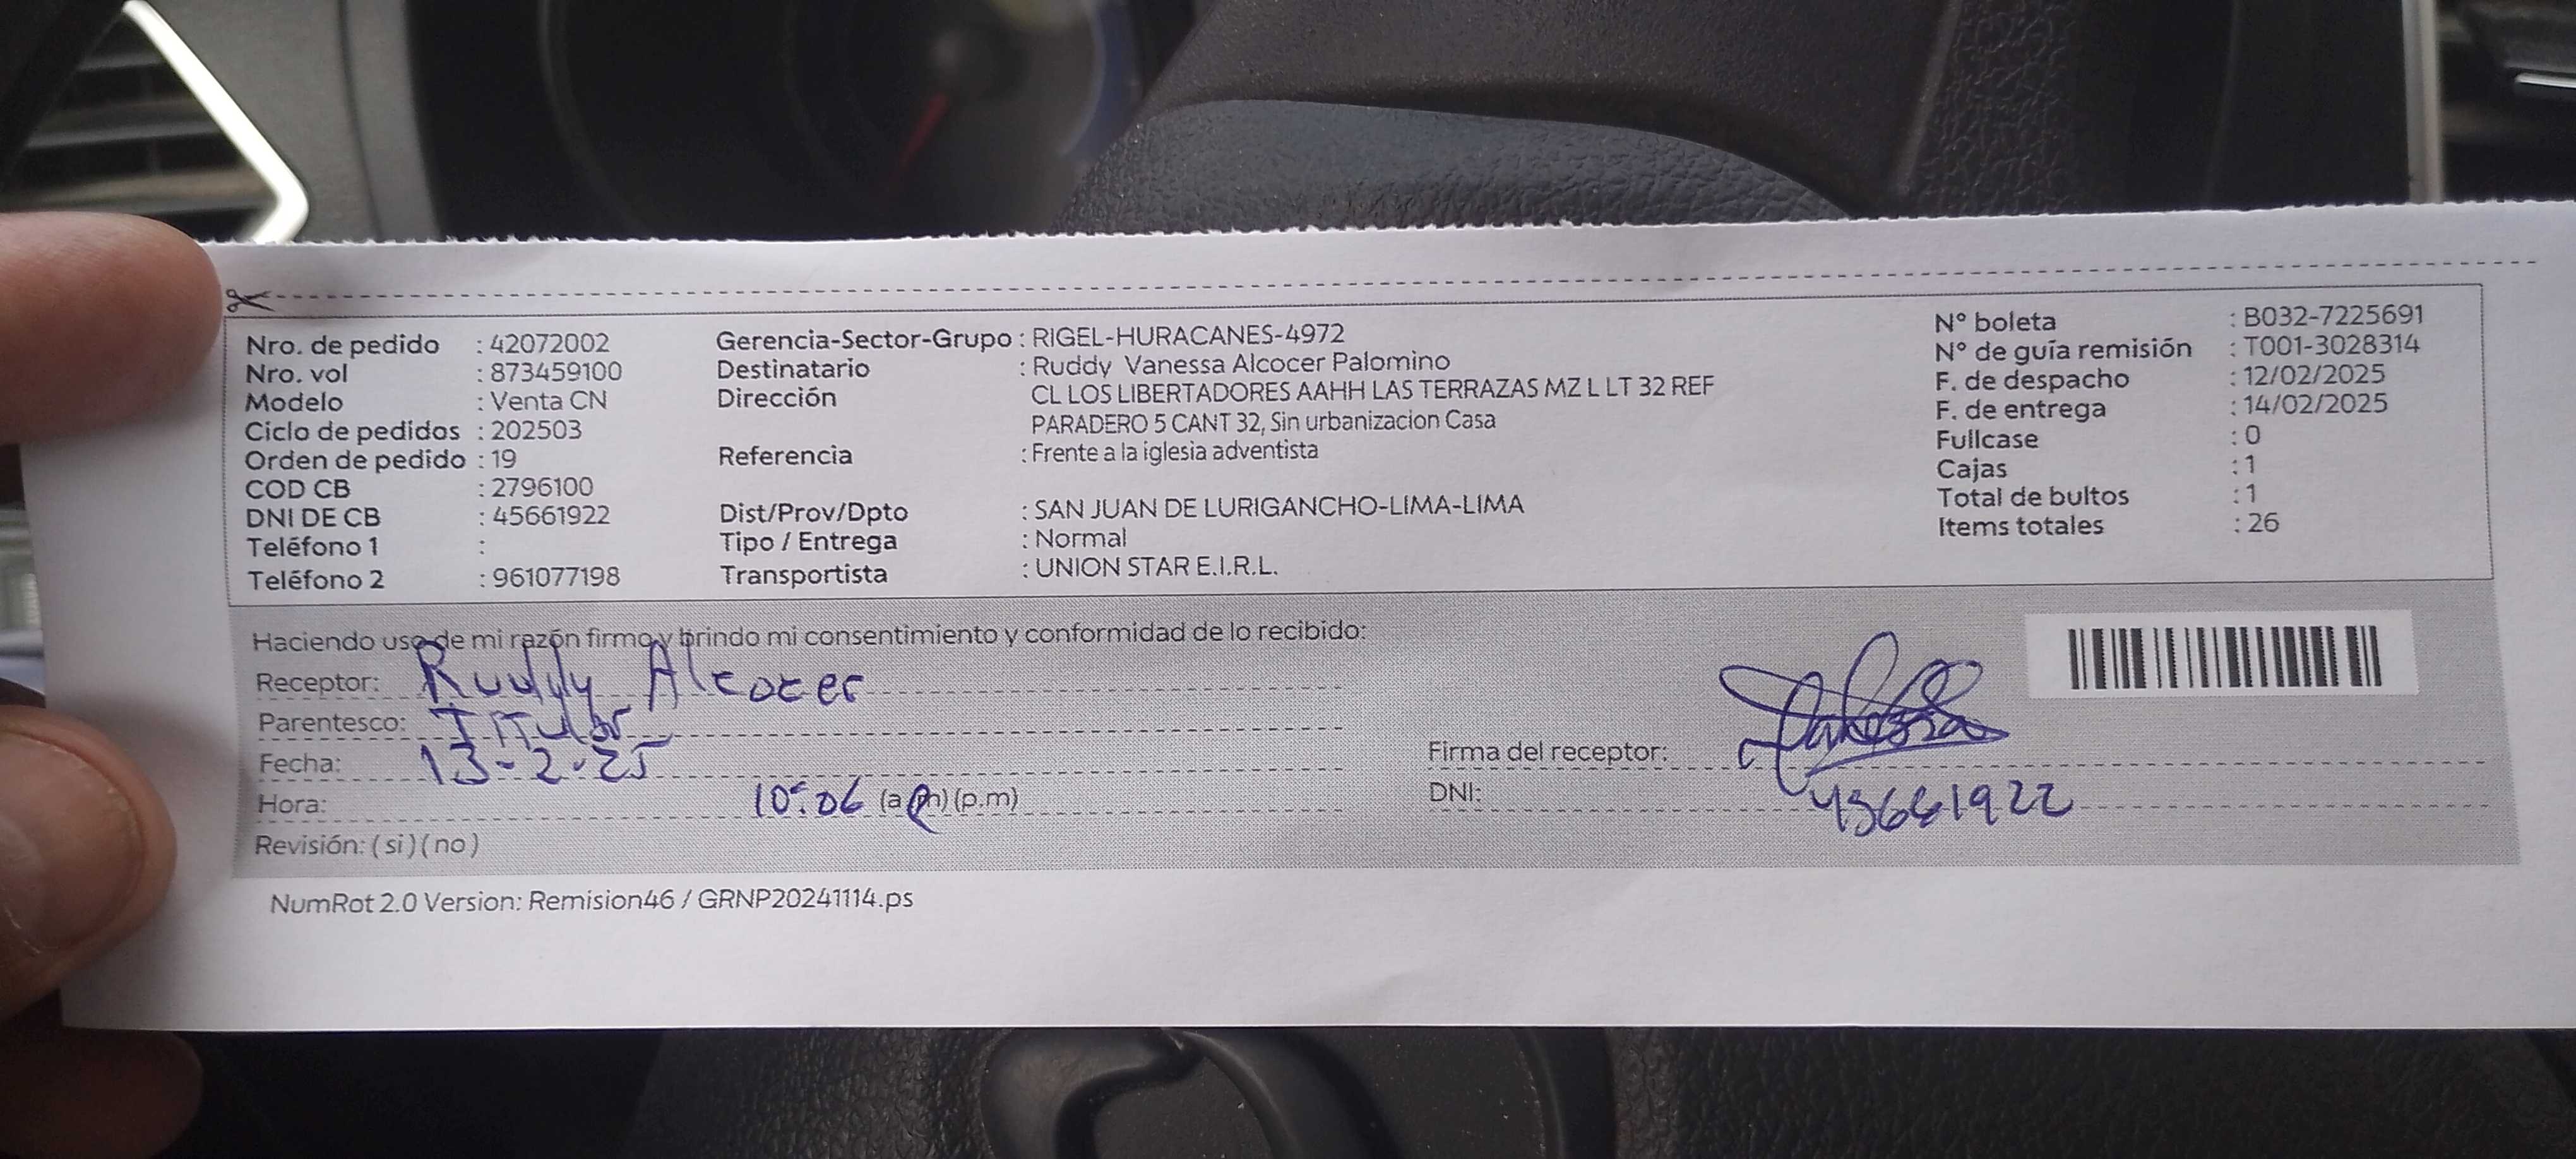 Nro. de pedido : 42072002
Nro. vol : 873459100
Modelo : Venta CN
Ciclo de pedidos : 202503
Orden de pedido : 19
COD CB : 2796100
DNI DE CB : 45661922
Teléfono 1 :
Teléfono 2 : 961077198
Gerencia-Sector-Grupo : RIGEL-HURACANES-4972
Destinatario : Ruddy Vanessa Alcocer Palomino
Dirección CL LOS LIBERTADORES AAHH LAS TERRAZAS MZ L LT 32 REF
PARADERO 5 CANT 32, Sin urbanizacion Casa
Referencia : Frente a la iglesia adventista
Dist/Prov/Dpto : SAN JUAN DE LURIGANCHO-LIMA-LIMA
Tipo / Entrega : Normal
Transportista : UNION STAR E.I.R.L.
N° boleta : B032-7225691
N° de guía remisión : T001-3028314
F. de despacho : 12/02/2025
F. de entrega : 14/02/2025
Fullcase : 0
Cajas : 1
Total de bultos : 1
Items totales : 26
Haciendo uso de mi razón firmo y brindo mi consentimiento y conformidad de lo recibido:
Receptor: Ruddy Alcocer
Parentesco: Titular
Fecha: 13-2-25
Hora: 10:06 (a.m) (p.m)
Revisión: ( si ) ( no )
Firma del receptor:
DNI: 45661922
NumRot 2.0 Version: Remision46 / GRNP20241114.ps